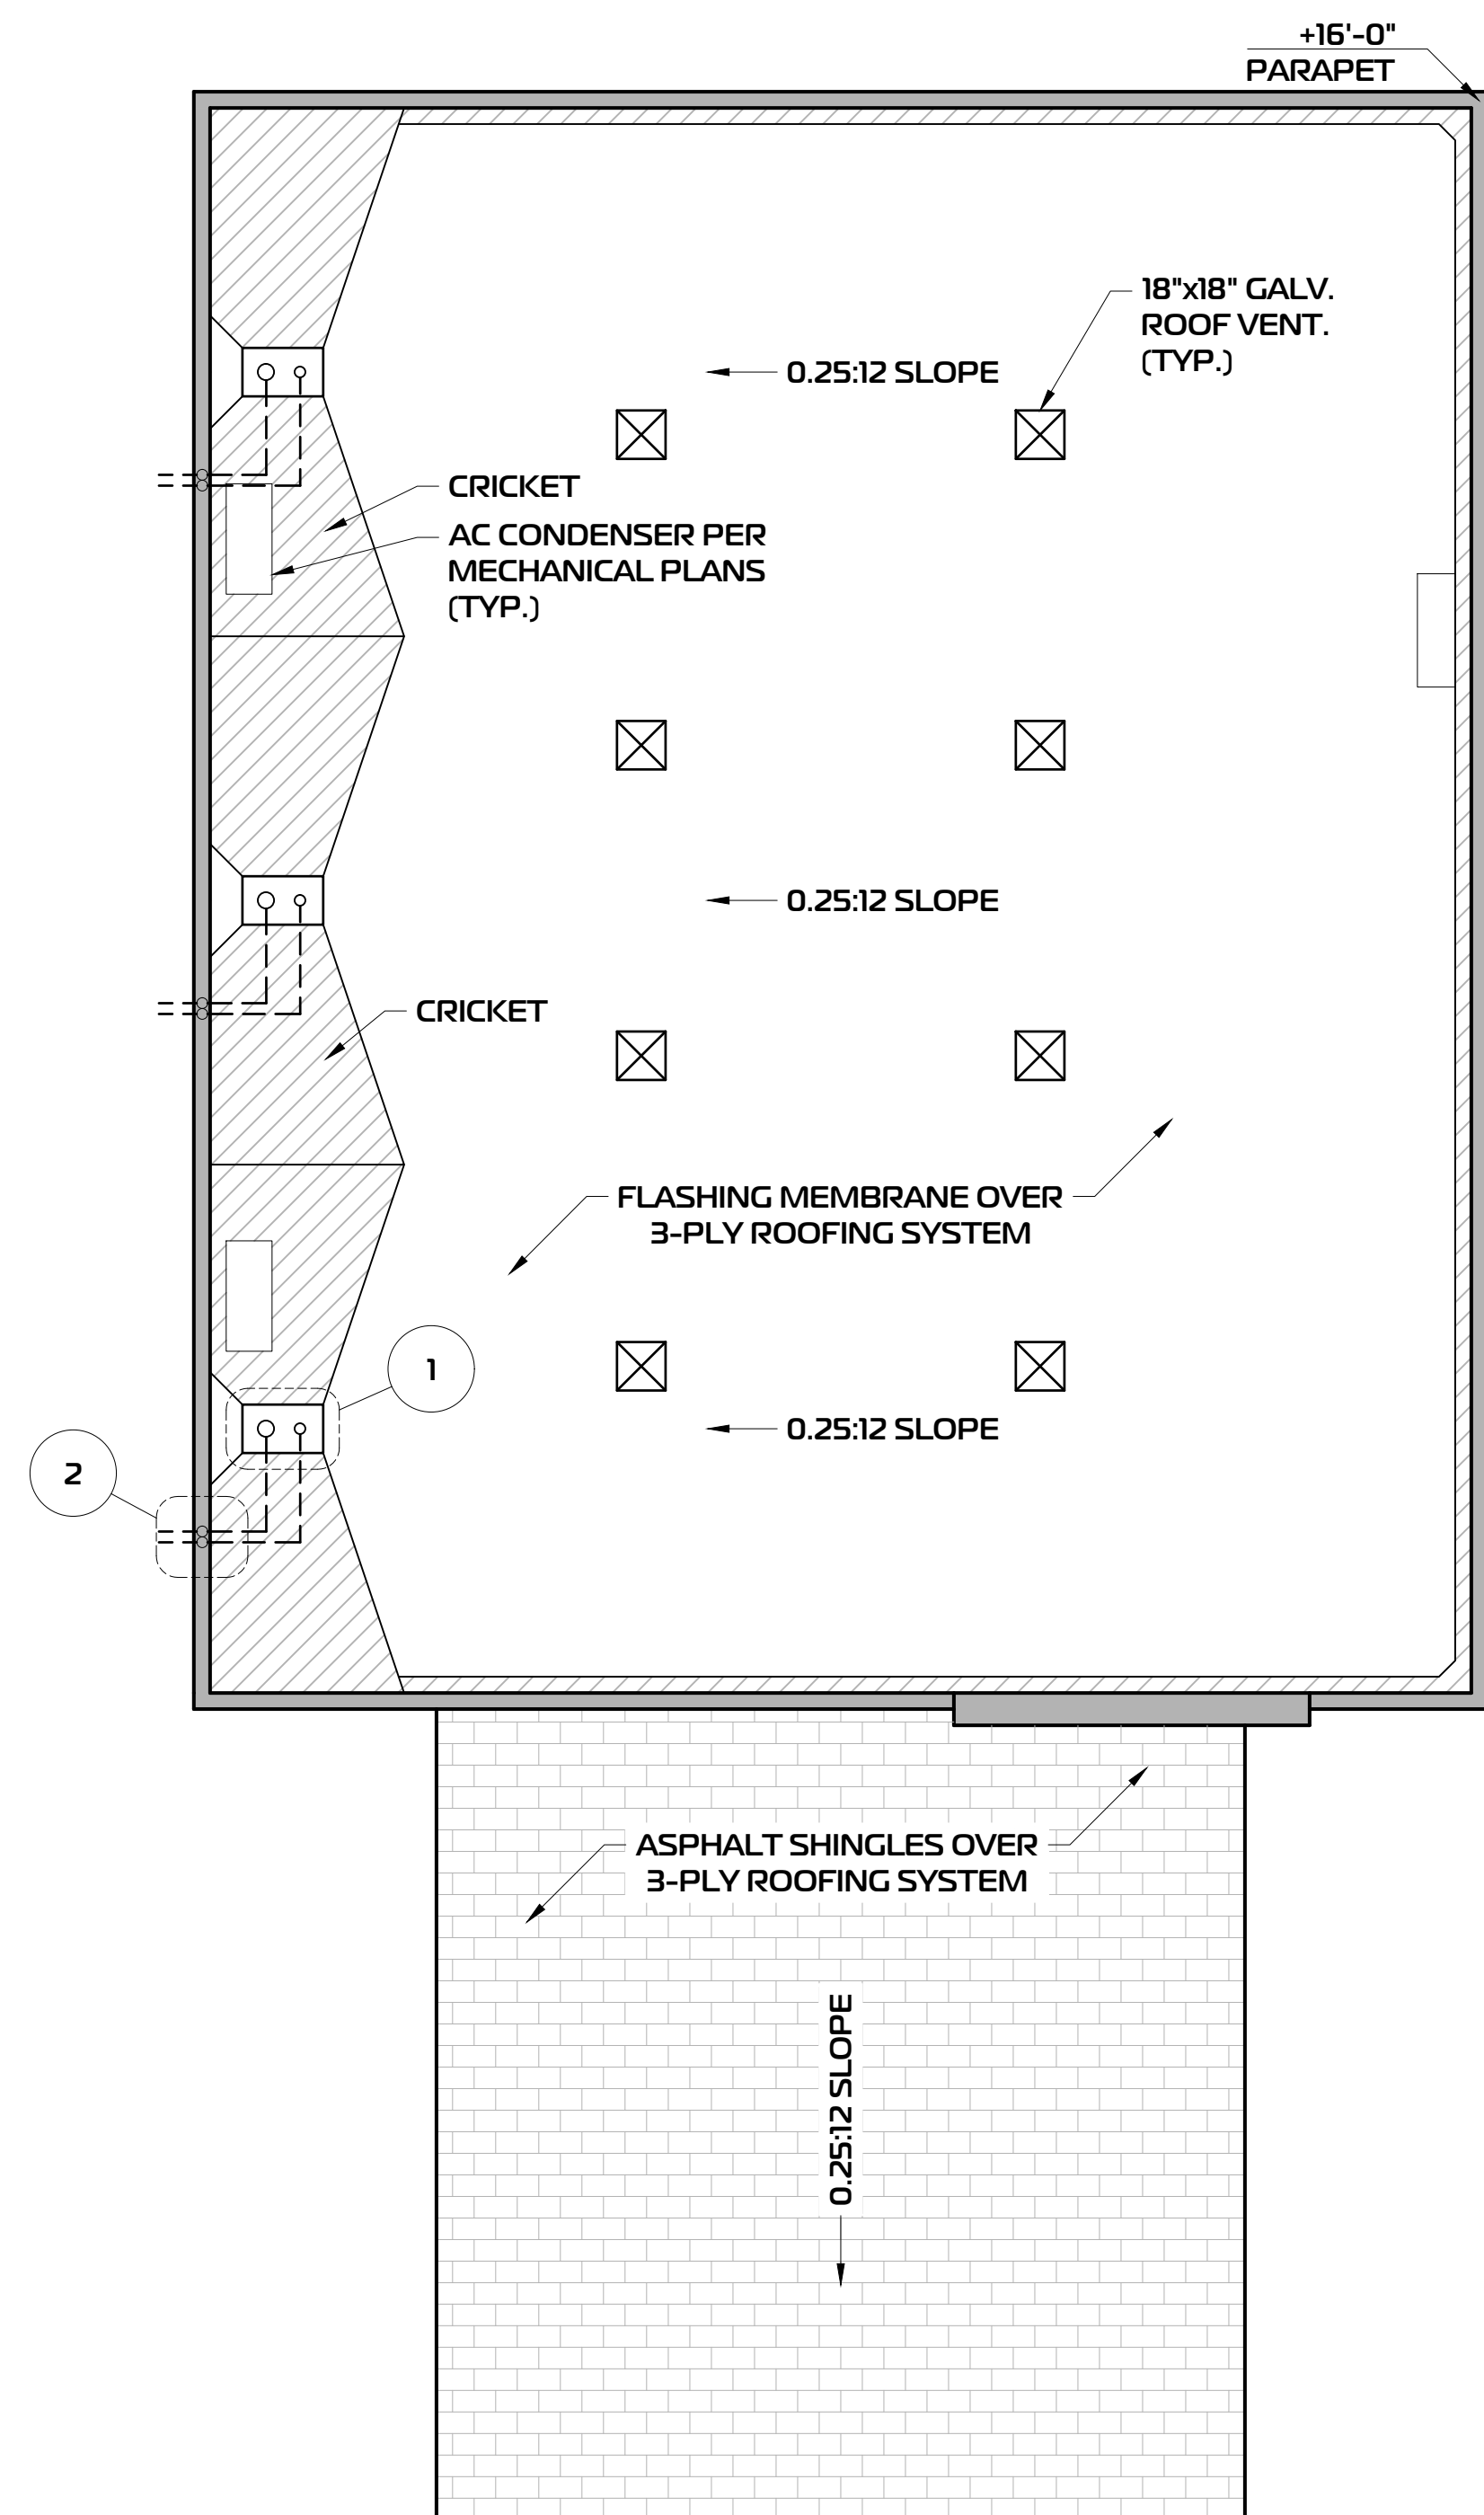 +16'-0"
PARAPET
18"x18" GALV.
ROOF VENT.
(TYP.)
0.25:12 SLOPE
CRICKET
AC CONDENSER PER
MECHANICAL PLANS
(TYP.)
0.25:12 SLOPE
CRICKET
FLASHING MEMBRANE OVER
3-PLY ROOFING SYSTEM
1
0.25:12 SLOPE
2
ASPHALT SHINGLES OVER
3-PLY ROOFING SYSTEM
0.25:12 SLOPE